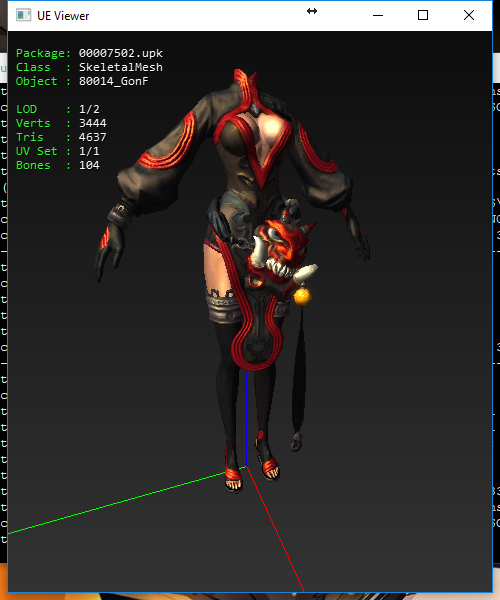 UE Viewer
Package: 00007502.upk
Class : SkeletalMesh
Object : 80014_GonF
LOD : 1/2
Verts : 3444
Tris : 4637
UV Set : 1/1
Bones : 104